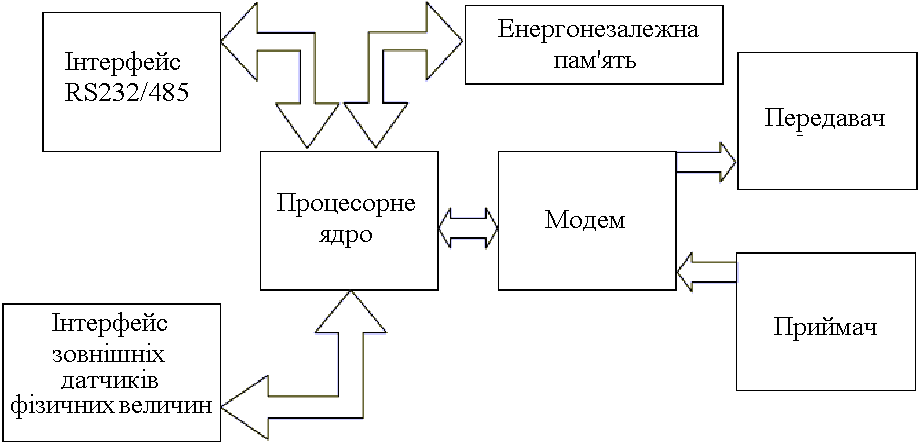 Інтерфейс
RS232/485
Енергонезалежна
пам'ять
Передавач
Процесорне
ядро
Модем
Приймач
Інтерфейс
зовнішніх
датчиків
фізичних величин